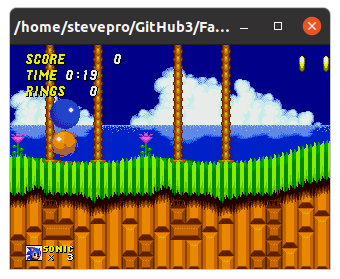 /home/stevepro/GitHub3/Fa...
SCORE 0
TIME 0:19
RINGS 0
SONIC
x 3